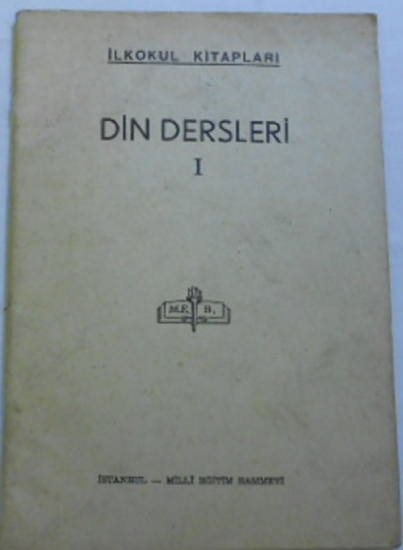 İLKOKUL KİTAPLARI
DİN DERSLERİ
I
M.E. B.
İSTANBUL — MİLLİ EĞİTİM BASIMEVİ